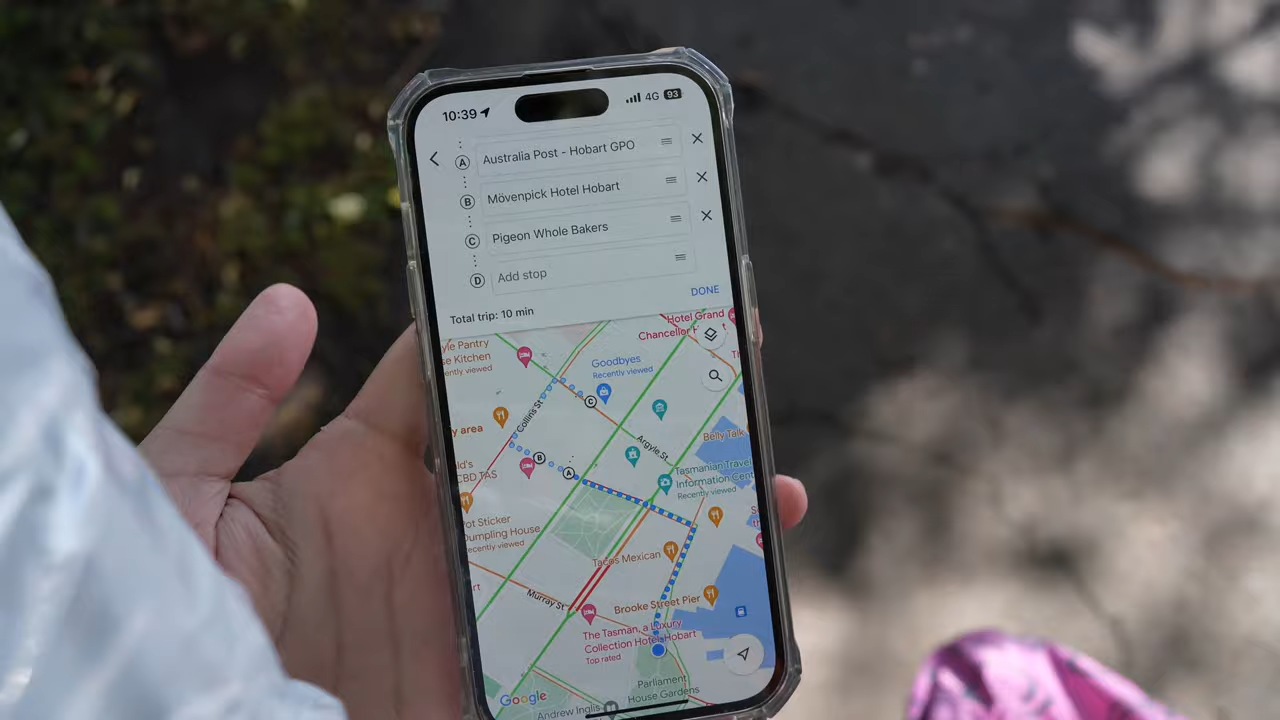 10:39 4G 93
A Australia Post - Hobart GPO
B Mövenpick Hotel Hobart
C Pigeon Whole Bakers
D Add stop
DONE
Total trip: 10 min
Hotel Grand
Chancellor
Pantry
Kitchen
Recently viewed
Goodbyes
Recently viewed
C
Collins St
area
Argyle St
Belly Talk
B
A
CBD TAS
Tasmanian Travel
Information Cent
Recently viewed
Pot Sticker
Dumpling House
Recently viewed
Tacos Mexican
Murray St
Brooke Street Pier
The Tasman, a Luxury
Collection Hotel, Hobart
Top rated
Parliament
House Gardens
Google
Andrew Inglis